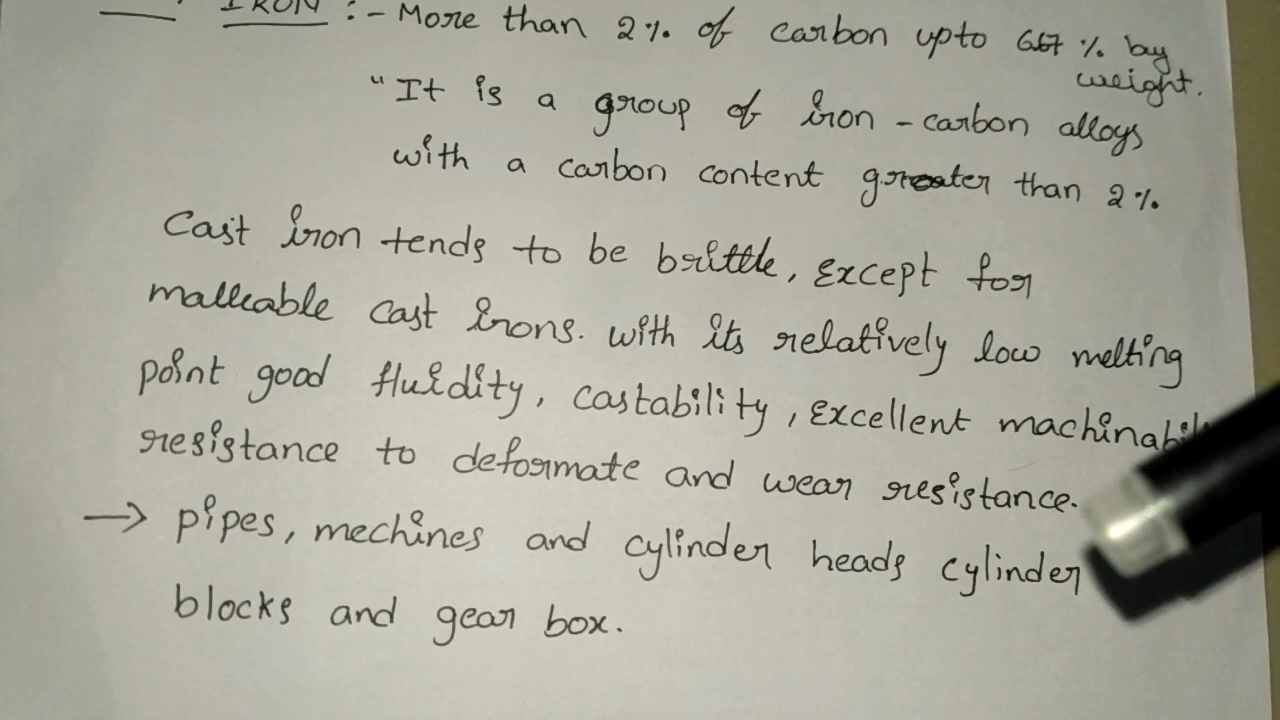 IRON :- More than 2% of carbon upto 6.67 % by
weight.
"It is a group of iron - carbon alloys
with a carbon content greater than 2%
Cast iron tends to be brittle, Except for
malleable cast irons. with its relatively low melting
point good fluidity, castability, Excellent machinabil
resistance to deformate and wear resistance.
→ pipes, mechines and cylinder heads cylinder
blocks and gear box.